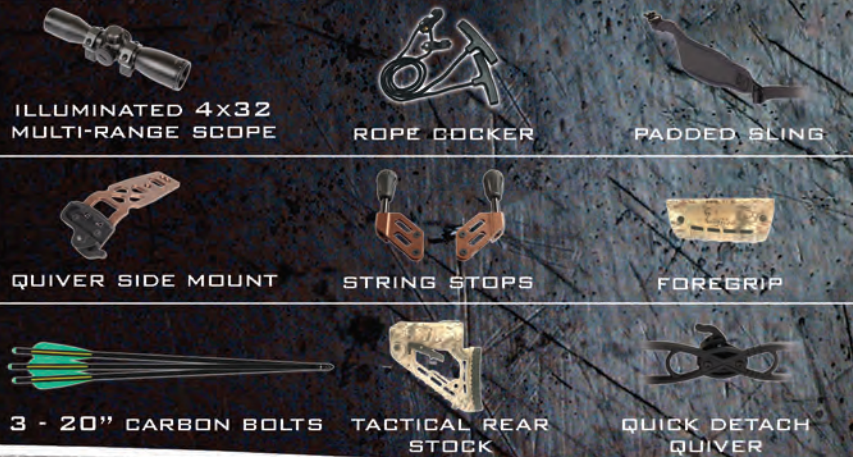 ILLUMINATED 4x32
MULTI-RANGE SCOPE
ROPE COCKER
PADDED SLING
QUIVER SIDE MOUNT
STRING STOPS
FOREGRIP
3 - 20” CARBON BOLTS
TACTICAL REAR
STOCK
QUICK DETACH
QUIVER